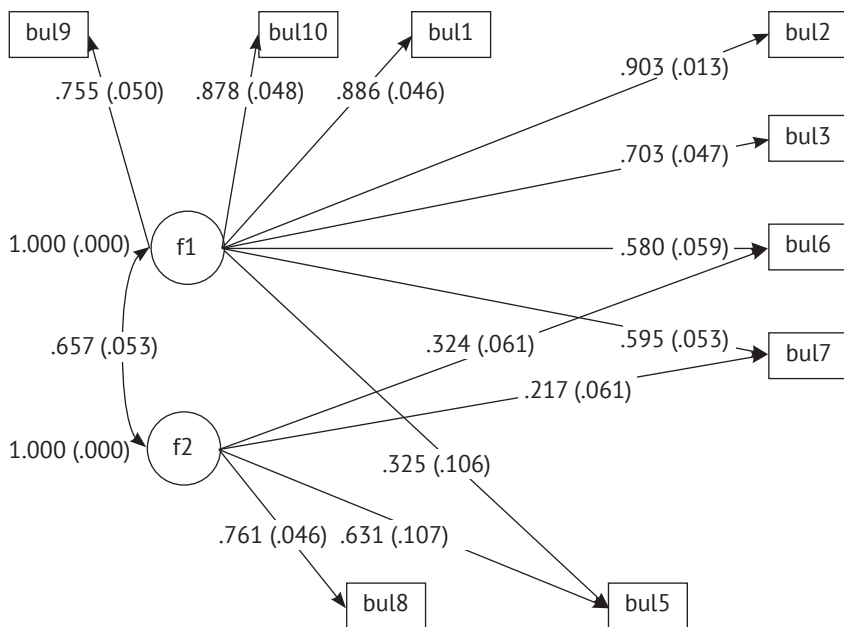 bul9
bul10
bul1
bul2
.903 (.013)
.755 (.050)
.878 (.048)
.886 (.046)
bul3
.703 (.047)
1.000 (.000)
f1
.580 (.059)
bul6
.657 (.053)
.324 (.061)
.595 (.053)
bul7
.217 (.061)
1.000 (.000)
f2
.325 (.106)
.761 (.046)
.631 (.107)
bul8
bul5